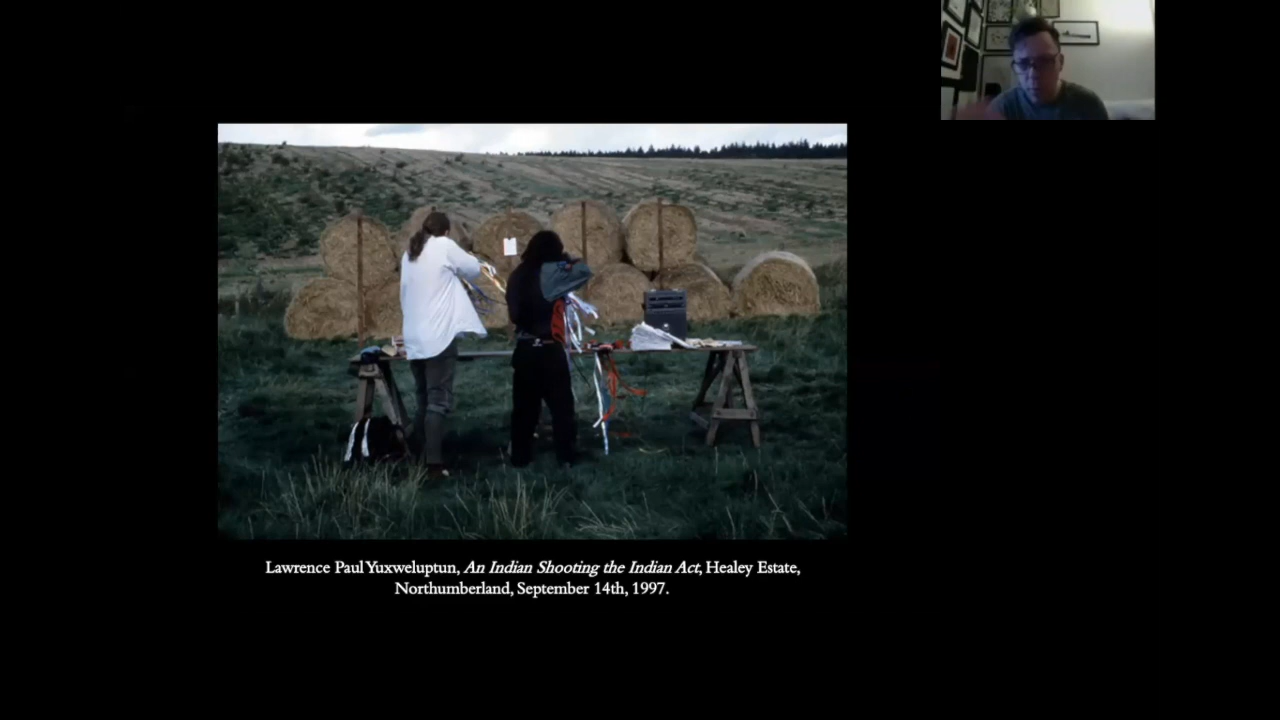 Lawrence Paul Yuxweluptun, An Indian Shooting the Indian Act, Healey Estate,
Northumberland, September 14th, 1997.